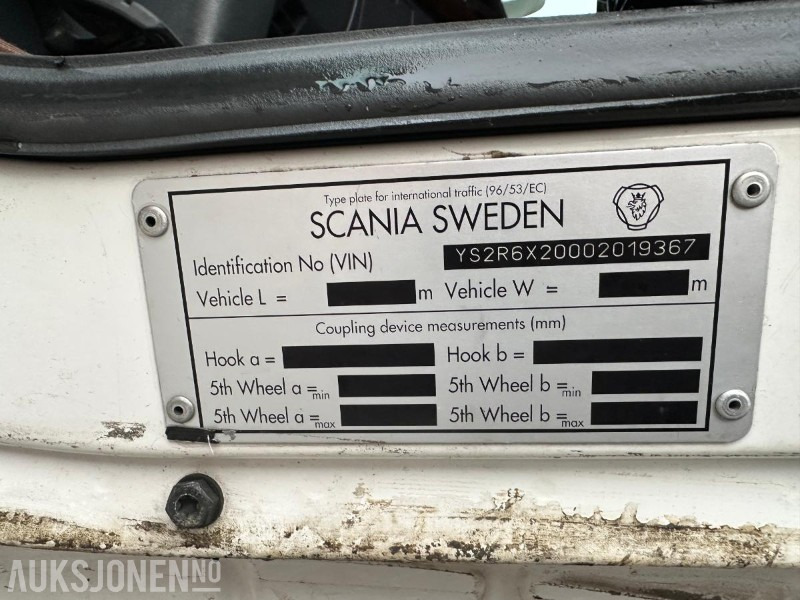 Type plate for international traffic (96/53/EC)
SCANIA SWEDEN
Identification No (VIN) YS2R6X20002019367
Vehicle L = m Vehicle W = m
Coupling device measurements (mm)
Hook a = Hook b =
5th Wheel a =min 5th Wheel b =min
5th Wheel a =max 5th Wheel b =max
AUKSJONEN.NO